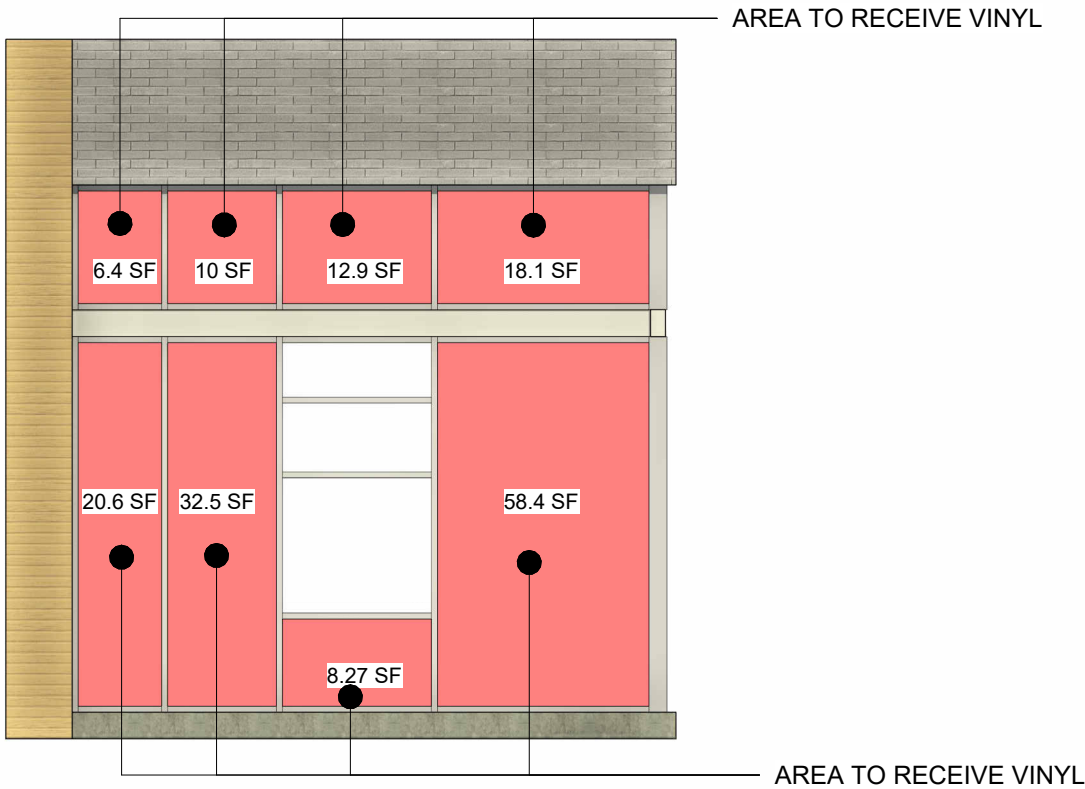 AREA TO RECEIVE VINYL
6.4 SF
10 SF
12.9 SF
18.1 SF
20.6 SF
32.5 SF
58.4 SF
8.27 SF
AREA TO RECEIVE VINYL